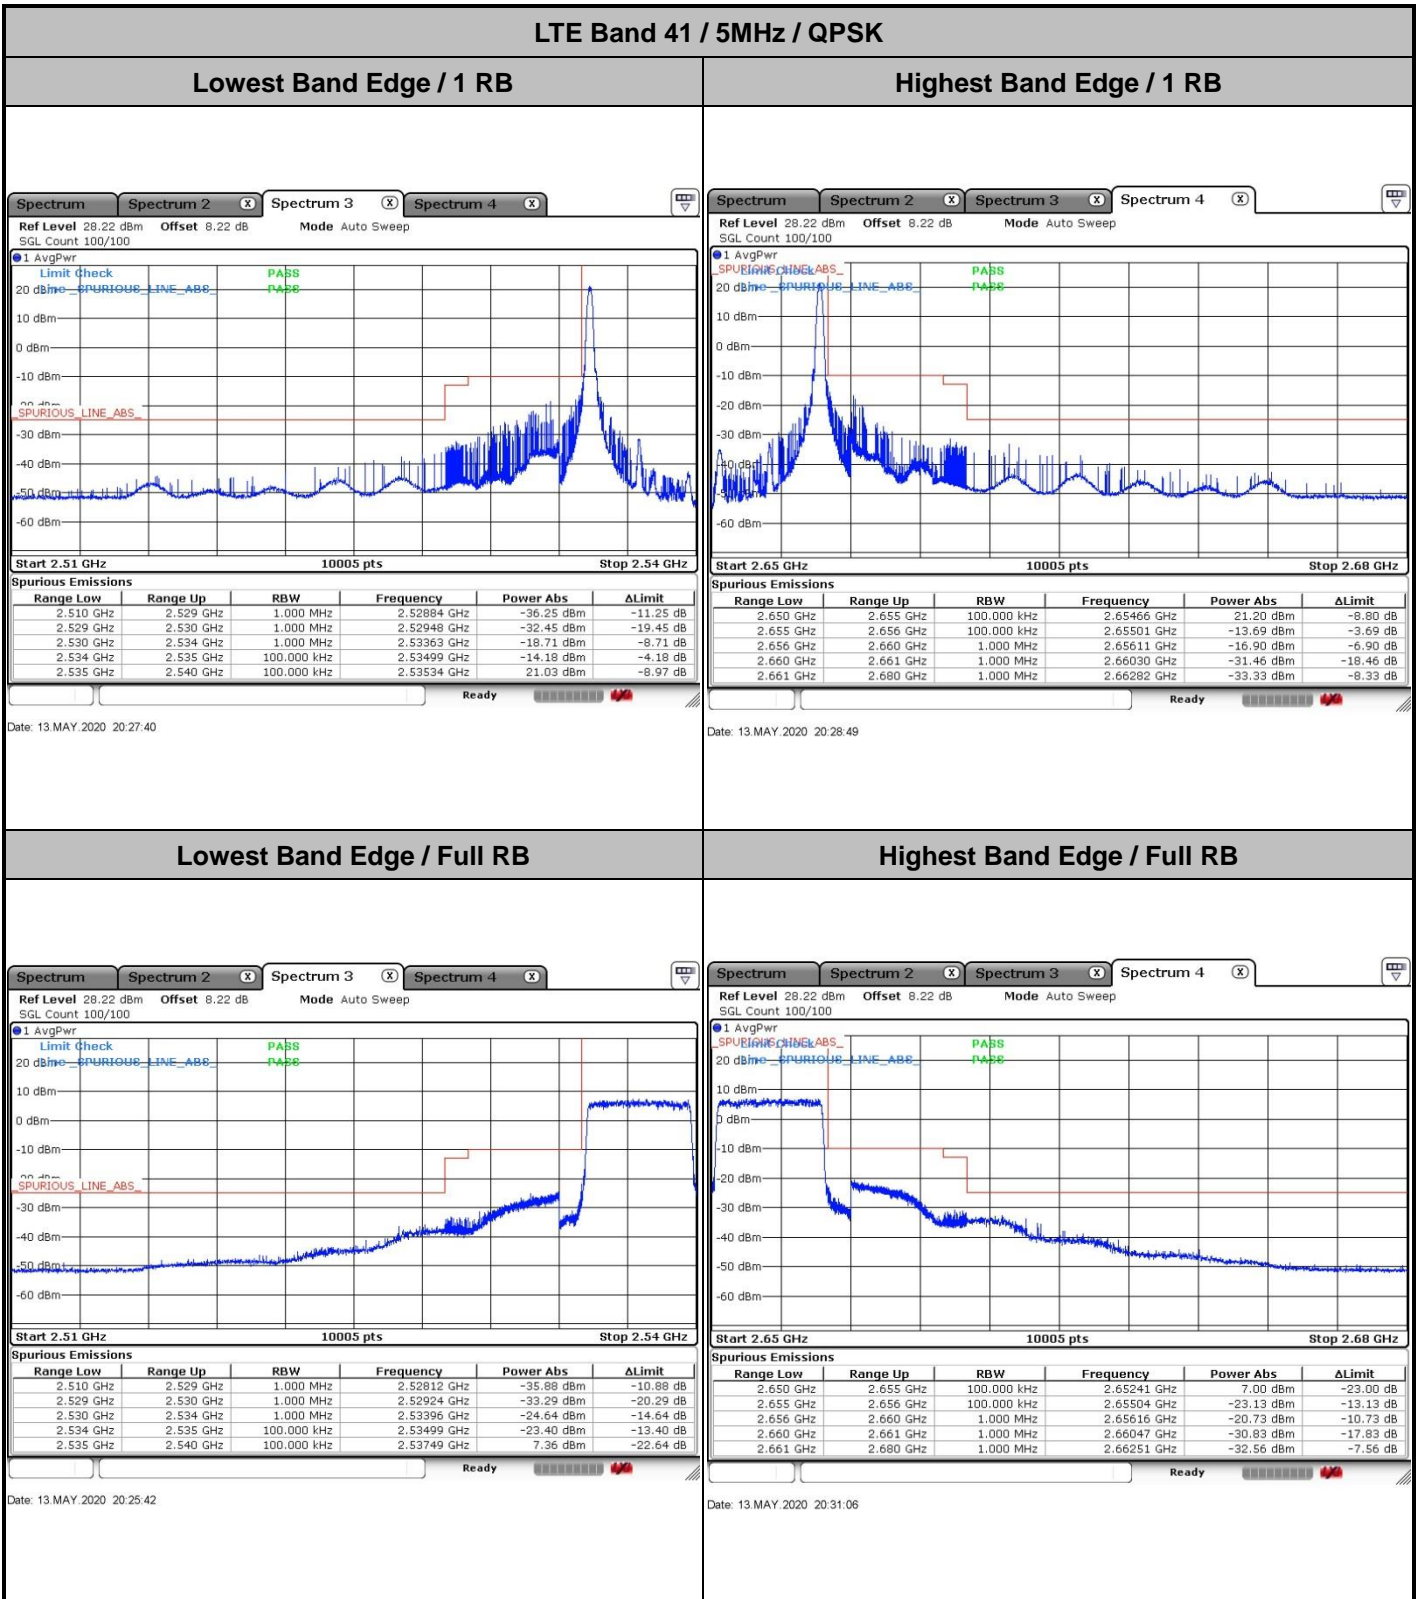 LTE Band 41 / 5MHz / QPSK
Lowest Band Edge / 1 RB
Highest Band Edge / 1 RB
Spectrum
Spectrum 2
Spectrum 3
Spectrum 4
Ref Level 28.22 dBm Offset 8.22 dB Mode Auto Sweep
SGL Count 100/100
1 AvgPwr
Limit Check PASS
Line _SPURIOUS_LINE_ABS_ PASS
20 dBm
10 dBm
0 dBm
-10 dBm
-20 dBm
_SPURIOUS_LINE_ABS_
-30 dBm
-40 dBm
-50 dBm
-60 dBm
Start 2.51 GHz 10005 pts Stop 2.54 GHz
Spurious Emissions
Range Low Range Up RBW Frequency Power Abs ΔLimit
2.510 GHz 2.529 GHz 1.000 MHz 2.52884 GHz -36.25 dBm -11.25 dB
2.529 GHz 2.530 GHz 1.000 MHz 2.52948 GHz -32.45 dBm -19.45 dB
2.530 GHz 2.534 GHz 1.000 MHz 2.53363 GHz -18.71 dBm -8.71 dB
2.534 GHz 2.535 GHz 100.000 kHz 2.53499 GHz -14.18 dBm -4.18 dB
2.535 GHz 2.540 GHz 100.000 kHz 2.53534 GHz 21.03 dBm -8.97 dB
Ready
Date: 13.MAY.2020 20:27:40
Spectrum
Spectrum 2
Spectrum 3
Spectrum 4
Ref Level 28.22 dBm Offset 8.22 dB Mode Auto Sweep
SGL Count 100/100
1 AvgPwr
_SPURIOUS_LINE_ABS_
Limit Check PASS
Line _SPURIOUS_LINE_ABS_ PASS
20 dBm
10 dBm
0 dBm
-10 dBm
-20 dBm
-30 dBm
-40 dBm
-50 dBm
-60 dBm
Start 2.65 GHz 10005 pts Stop 2.68 GHz
Spurious Emissions
Range Low Range Up RBW Frequency Power Abs ΔLimit
2.650 GHz 2.655 GHz 100.000 kHz 2.65466 GHz 21.20 dBm -8.80 dB
2.655 GHz 2.656 GHz 100.000 kHz 2.65501 GHz -13.69 dBm -3.69 dB
2.656 GHz 2.660 GHz 1.000 MHz 2.65611 GHz -16.90 dBm -6.90 dB
2.660 GHz 2.661 GHz 1.000 MHz 2.66030 GHz -31.46 dBm -18.46 dB
2.661 GHz 2.680 GHz 1.000 MHz 2.66282 GHz -33.33 dBm -8.33 dB
Ready
Date: 13.MAY.2020 20:28:49
Lowest Band Edge / Full RB
Highest Band Edge / Full RB
Spectrum
Spectrum 2
Spectrum 3
Spectrum 4
Ref Level 28.22 dBm Offset 8.22 dB Mode Auto Sweep
SGL Count 100/100
1 AvgPwr
Limit Check PASS
Line _SPURIOUS_LINE_ABS_ PASS
20 dBm
10 dBm
0 dBm
-10 dBm
-20 dBm
_SPURIOUS_LINE_ABS_
-30 dBm
-40 dBm
-50 dBm
-60 dBm
Start 2.51 GHz 10005 pts Stop 2.54 GHz
Spurious Emissions
Range Low Range Up RBW Frequency Power Abs ΔLimit
2.510 GHz 2.529 GHz 1.000 MHz 2.52812 GHz -35.88 dBm -10.88 dB
2.529 GHz 2.530 GHz 1.000 MHz 2.52924 GHz -33.29 dBm -20.29 dB
2.530 GHz 2.534 GHz 1.000 MHz 2.53396 GHz -24.64 dBm -14.64 dB
2.534 GHz 2.535 GHz 100.000 kHz 2.53499 GHz -23.40 dBm -13.40 dB
2.535 GHz 2.540 GHz 100.000 kHz 2.53749 GHz 7.36 dBm -22.64 dB
Ready
Date: 13.MAY.2020 20:25:42
Spectrum
Spectrum 2
Spectrum 3
Spectrum 4
Ref Level 28.22 dBm Offset 8.22 dB Mode Auto Sweep
SGL Count 100/100
1 AvgPwr
_SPURIOUS_LINE_ABS_
Limit Check PASS
Line _SPURIOUS_LINE_ABS_ PASS
20 dBm
10 dBm
0 dBm
-10 dBm
-20 dBm
-30 dBm
-40 dBm
-50 dBm
-60 dBm
Start 2.65 GHz 10005 pts Stop 2.68 GHz
Spurious Emissions
Range Low Range Up RBW Frequency Power Abs ΔLimit
2.650 GHz 2.655 GHz 100.000 kHz 2.65241 GHz 7.00 dBm -23.00 dB
2.655 GHz 2.656 GHz 100.000 kHz 2.65504 GHz -23.13 dBm -13.13 dB
2.656 GHz 2.660 GHz 1.000 MHz 2.65616 GHz -20.73 dBm -10.73 dB
2.660 GHz 2.661 GHz 1.000 MHz 2.66047 GHz -30.83 dBm -17.83 dB
2.661 GHz 2.680 GHz 1.000 MHz 2.66251 GHz -32.56 dBm -7.56 dB
Ready
Date: 13.MAY.2020 20:31:06